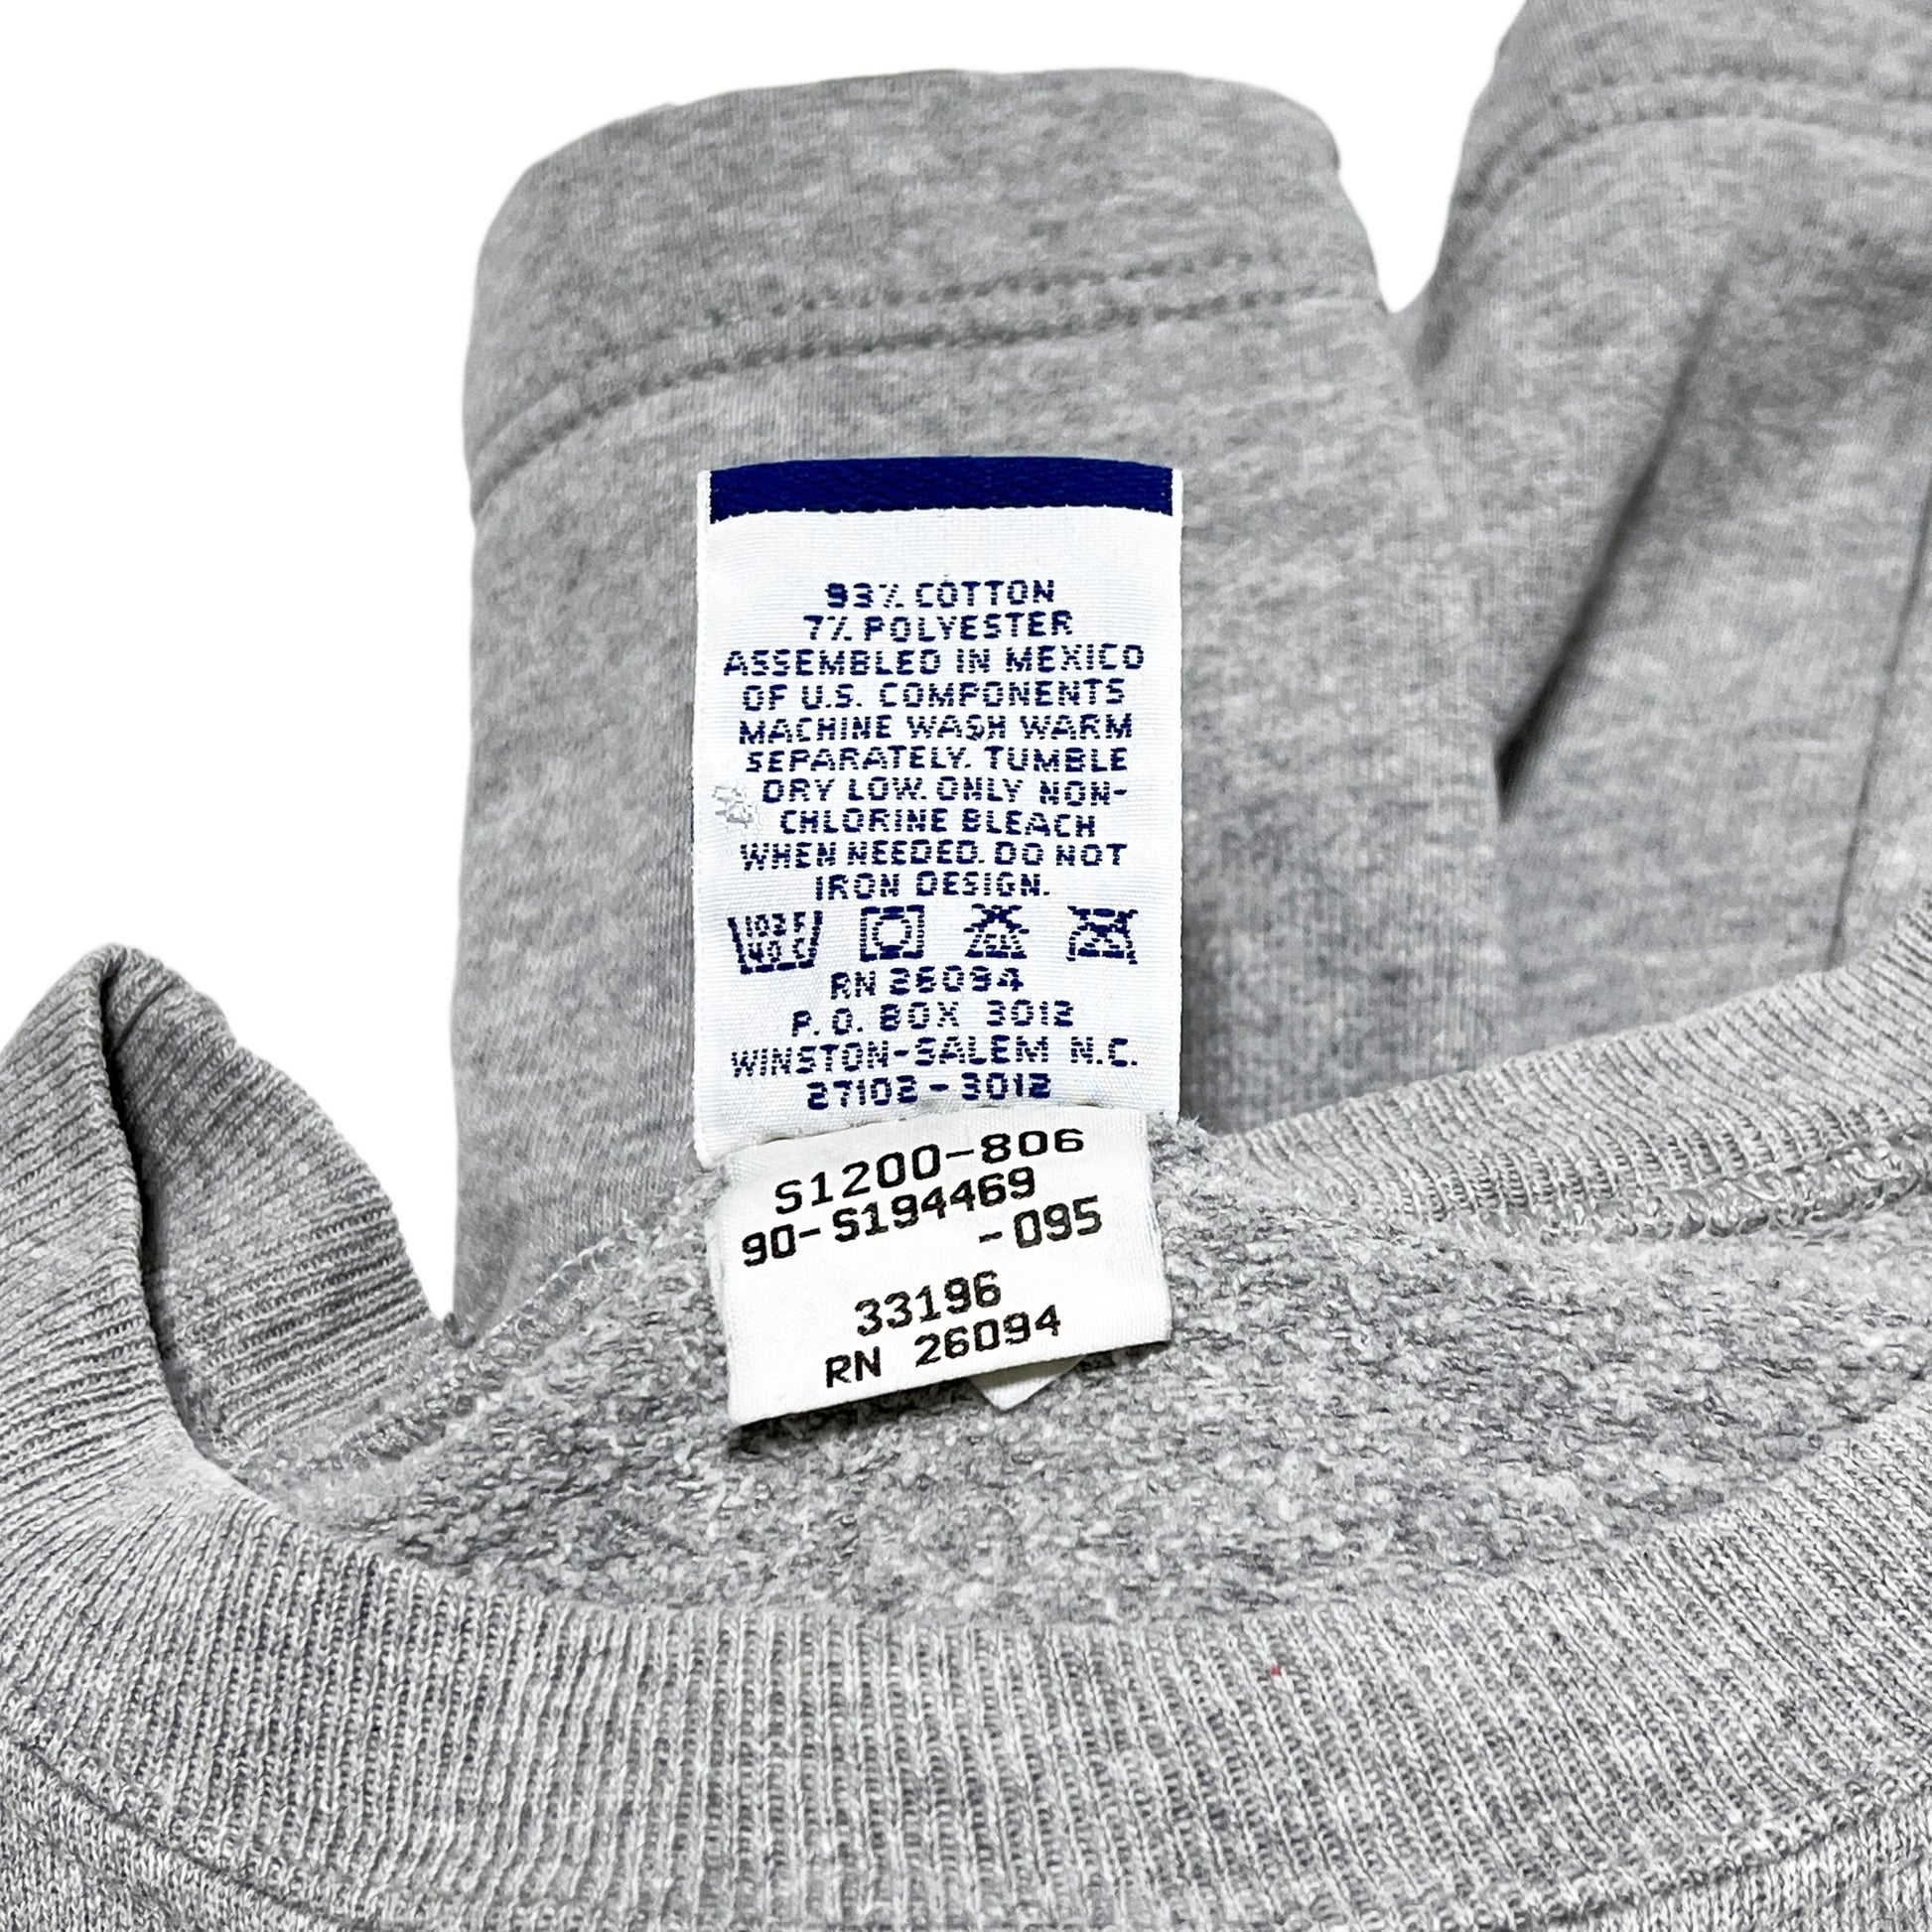 93% COTTON
7% POLYESTER
ASSEMBLED IN MEXICO
OF U.S. COMPONENTS
MACHINE WASH WARM
SEPARATELY. TUMBLE
DRY LOW. ONLY NON-
CHLORINE BLEACH
WHEN NEEDED. DO NOT
IRON DESIGN.
102 F
40 C
RN 26094
P.O. BOX 3012
WINSTON-SALEM N.C.
27102-3012
S1200-806
90-S194469
-095
33196
RN 26094